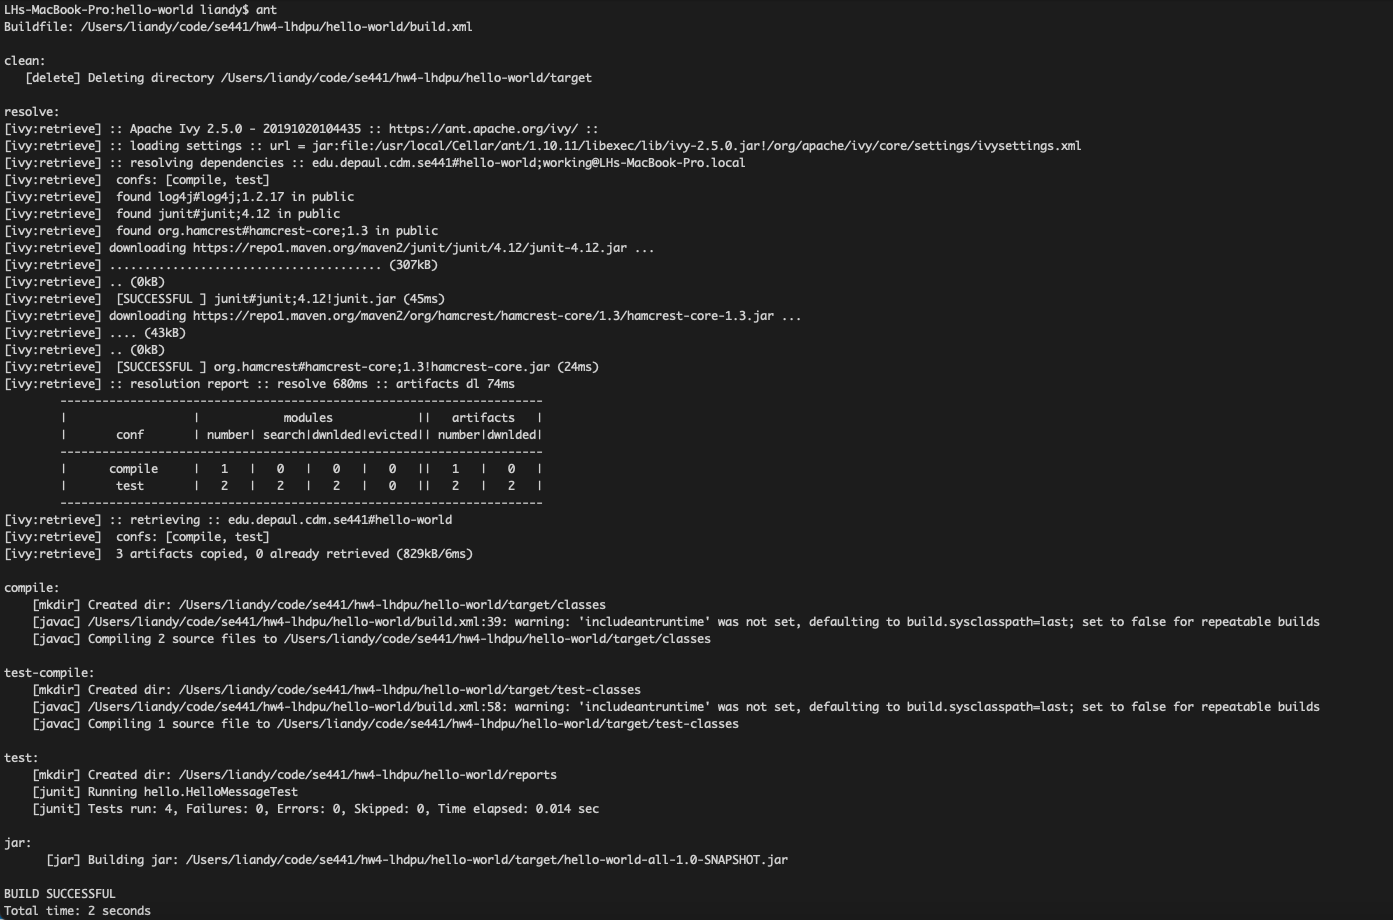 LHs-MacBook-Pro:hello-world liandy$ ant
Buildfile: /Users/liandy/code/se441/hw4-lhdpu/hello-world/build.xml

clean:
   [delete] Deleting directory /Users/liandy/code/se441/hw4-lhdpu/hello-world/target

resolve:
[ivy:retrieve] :: Apache Ivy 2.5.0 - 20191020104435 :: https://ant.apache.org/ivy/ ::
[ivy:retrieve] :: loading settings :: url = jar:file:/usr/local/Cellar/ant/1.10.11/libexec/lib/ivy-2.5.0.jar!/org/apache/ivy/core/settings/ivysettings.xml
[ivy:retrieve] :: resolving dependencies :: edu.depaul.cdm.se441#hello-world;working@LHs-MacBook-Pro.local
[ivy:retrieve]  confs: [compile, test]
[ivy:retrieve]  found log4j#log4j;1.2.17 in public
[ivy:retrieve]  found junit#junit;4.12 in public
[ivy:retrieve]  found org.hamcrest#hamcrest-core;1.3 in public
[ivy:retrieve] downloading https://repo1.maven.org/maven2/junit/junit/4.12/junit-4.12.jar ...
[ivy:retrieve] ....................................... (307kB)
[ivy:retrieve] .. (0kB)
[ivy:retrieve]  [SUCCESSFUL ] junit#junit;4.12!junit.jar (45ms)
[ivy:retrieve] downloading https://repo1.maven.org/maven2/org/hamcrest/hamcrest-core/1.3/hamcrest-core-1.3.jar ...
[ivy:retrieve] .... (43kB)
[ivy:retrieve] .. (0kB)
[ivy:retrieve]  [SUCCESSFUL ] org.hamcrest#hamcrest-core;1.3!hamcrest-core.jar (24ms)
[ivy:retrieve] :: resolution report :: resolve 680ms :: artifacts dl 74ms
        ---------------------------------------------------------------------
        |                  |            modules            ||   artifacts   |
        |       conf       | number| search|dwnlded|evicted|| number|dwnlded|
        ---------------------------------------------------------------------
        |      compile     |   1   |   0   |   0   |   0   ||   1   |   0   |
        |       test       |   2   |   2   |   2   |   0   ||   2   |   2   |
        ---------------------------------------------------------------------
[ivy:retrieve] :: retrieving :: edu.depaul.cdm.se441#hello-world
[ivy:retrieve]  confs: [compile, test]
[ivy:retrieve]  3 artifacts copied, 0 already retrieved (829kB/6ms)

compile:
    [mkdir] Created dir: /Users/liandy/code/se441/hw4-lhdpu/hello-world/target/classes
    [javac] /Users/liandy/code/se441/hw4-lhdpu/hello-world/build.xml:39: warning: 'includeantruntime' was not set, defaulting to build.sysclasspath=last; set to false for repeatable builds
    [javac] Compiling 2 source files to /Users/liandy/code/se441/hw4-lhdpu/hello-world/target/classes

test-compile:
    [mkdir] Created dir: /Users/liandy/code/se441/hw4-lhdpu/hello-world/target/test-classes
    [javac] /Users/liandy/code/se441/hw4-lhdpu/hello-world/build.xml:58: warning: 'includeantruntime' was not set, defaulting to build.sysclasspath=last; set to false for repeatable builds
    [javac] Compiling 1 source file to /Users/liandy/code/se441/hw4-lhdpu/hello-world/target/test-classes

test:
    [mkdir] Created dir: /Users/liandy/code/se441/hw4-lhdpu/hello-world/reports
    [junit] Running hello.HelloMessageTest
    [junit] Tests run: 4, Failures: 0, Errors: 0, Skipped: 0, Time elapsed: 0.014 sec

jar:
      [jar] Building jar: /Users/liandy/code/se441/hw4-lhdpu/hello-world/target/hello-world-all-1.0-SNAPSHOT.jar

BUILD SUCCESSFUL
Total time: 2 seconds